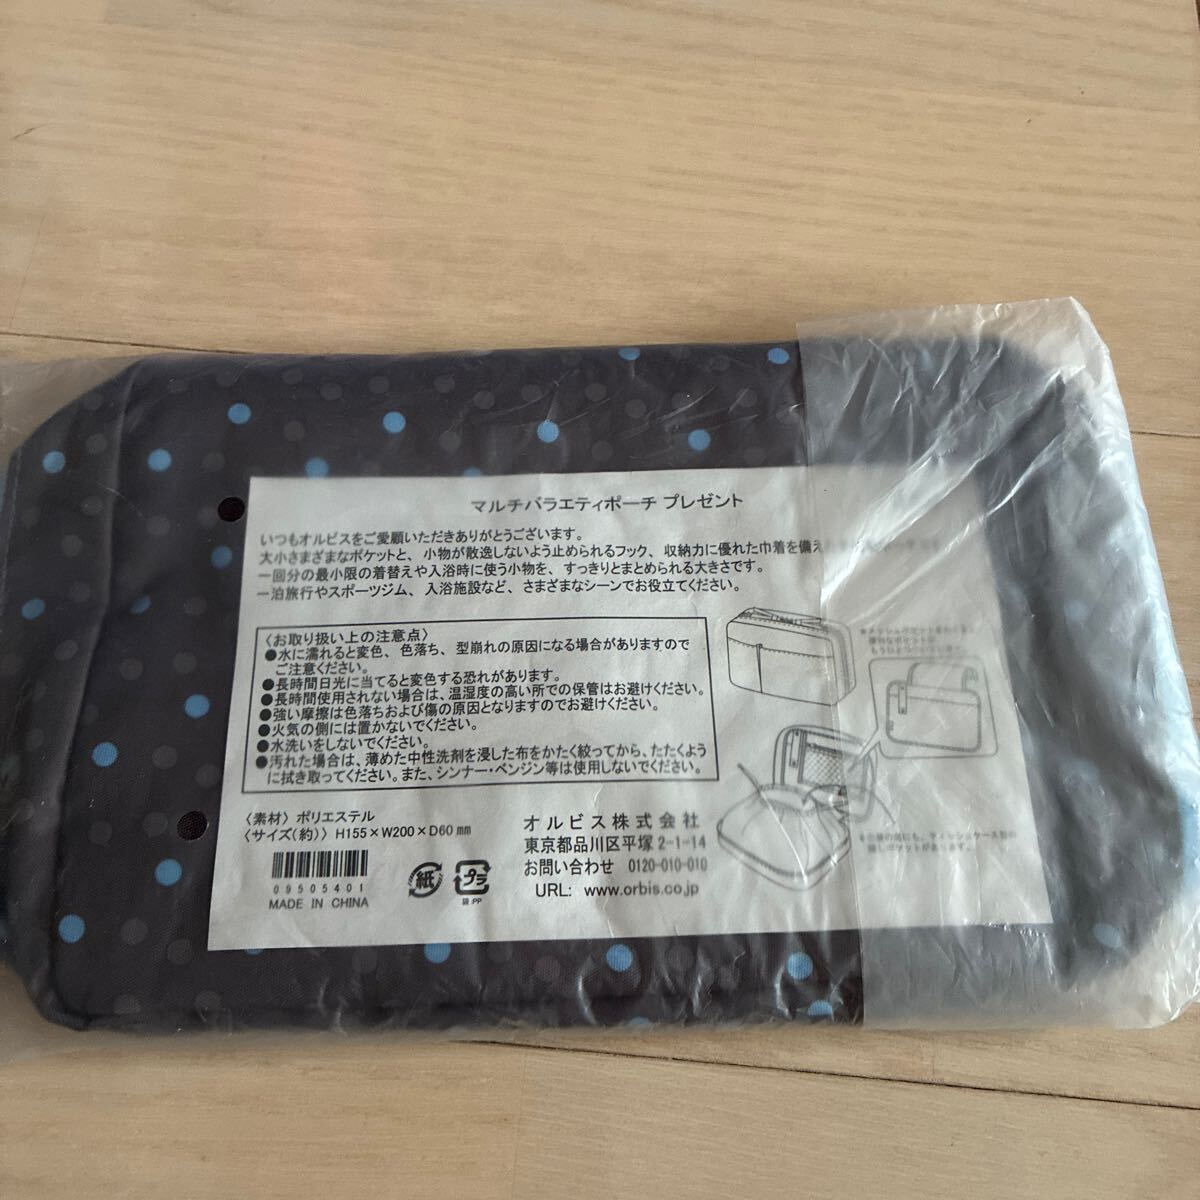 マルチバラエティポーチ プレゼント
いつもオルビスをご愛顧いただきありがとうございます。
大小さまざまなポケットと、小物が散逸しないよう止められるフック、収納力に優れた巾着を備え
一回分の最小限の着替えや入浴時に使う小物を、すっきりとまとめられる大きさです。
一泊旅行やスポーツジム、入浴施設など、さまざまなシーンでお役立てください。
〈お取り扱い上の注意点〉
●水に濡れると変色、色落ち、型崩れの原因になる場合がありますので
ご注意ください。
●長時間日光に当てると変色する恐れがあります。
●長時間使用されない場合は、温湿度の高い所での保管はお避けください。
●強い摩擦は色落ちおよび傷の原因となりますのでお避けください。
●火気の側には置かないでください。
●水洗いをしないでください。
●汚れた場合は、薄めた中性洗剤を浸した布をかたく絞ってから、たたくよう
に拭き取ってください。また、シンナー・ベンジン等は使用しないでください。
〈素材〉ポリエステル
〈サイズ(約)〉H155×W200×D60㎜
09505401
MADE IN CHINA
紙
プラ
袋:PP
オルビス株式会社
東京都品川区平塚2-1-14
お問い合わせ 0120-010-010
URL: www.orbis.co.jp